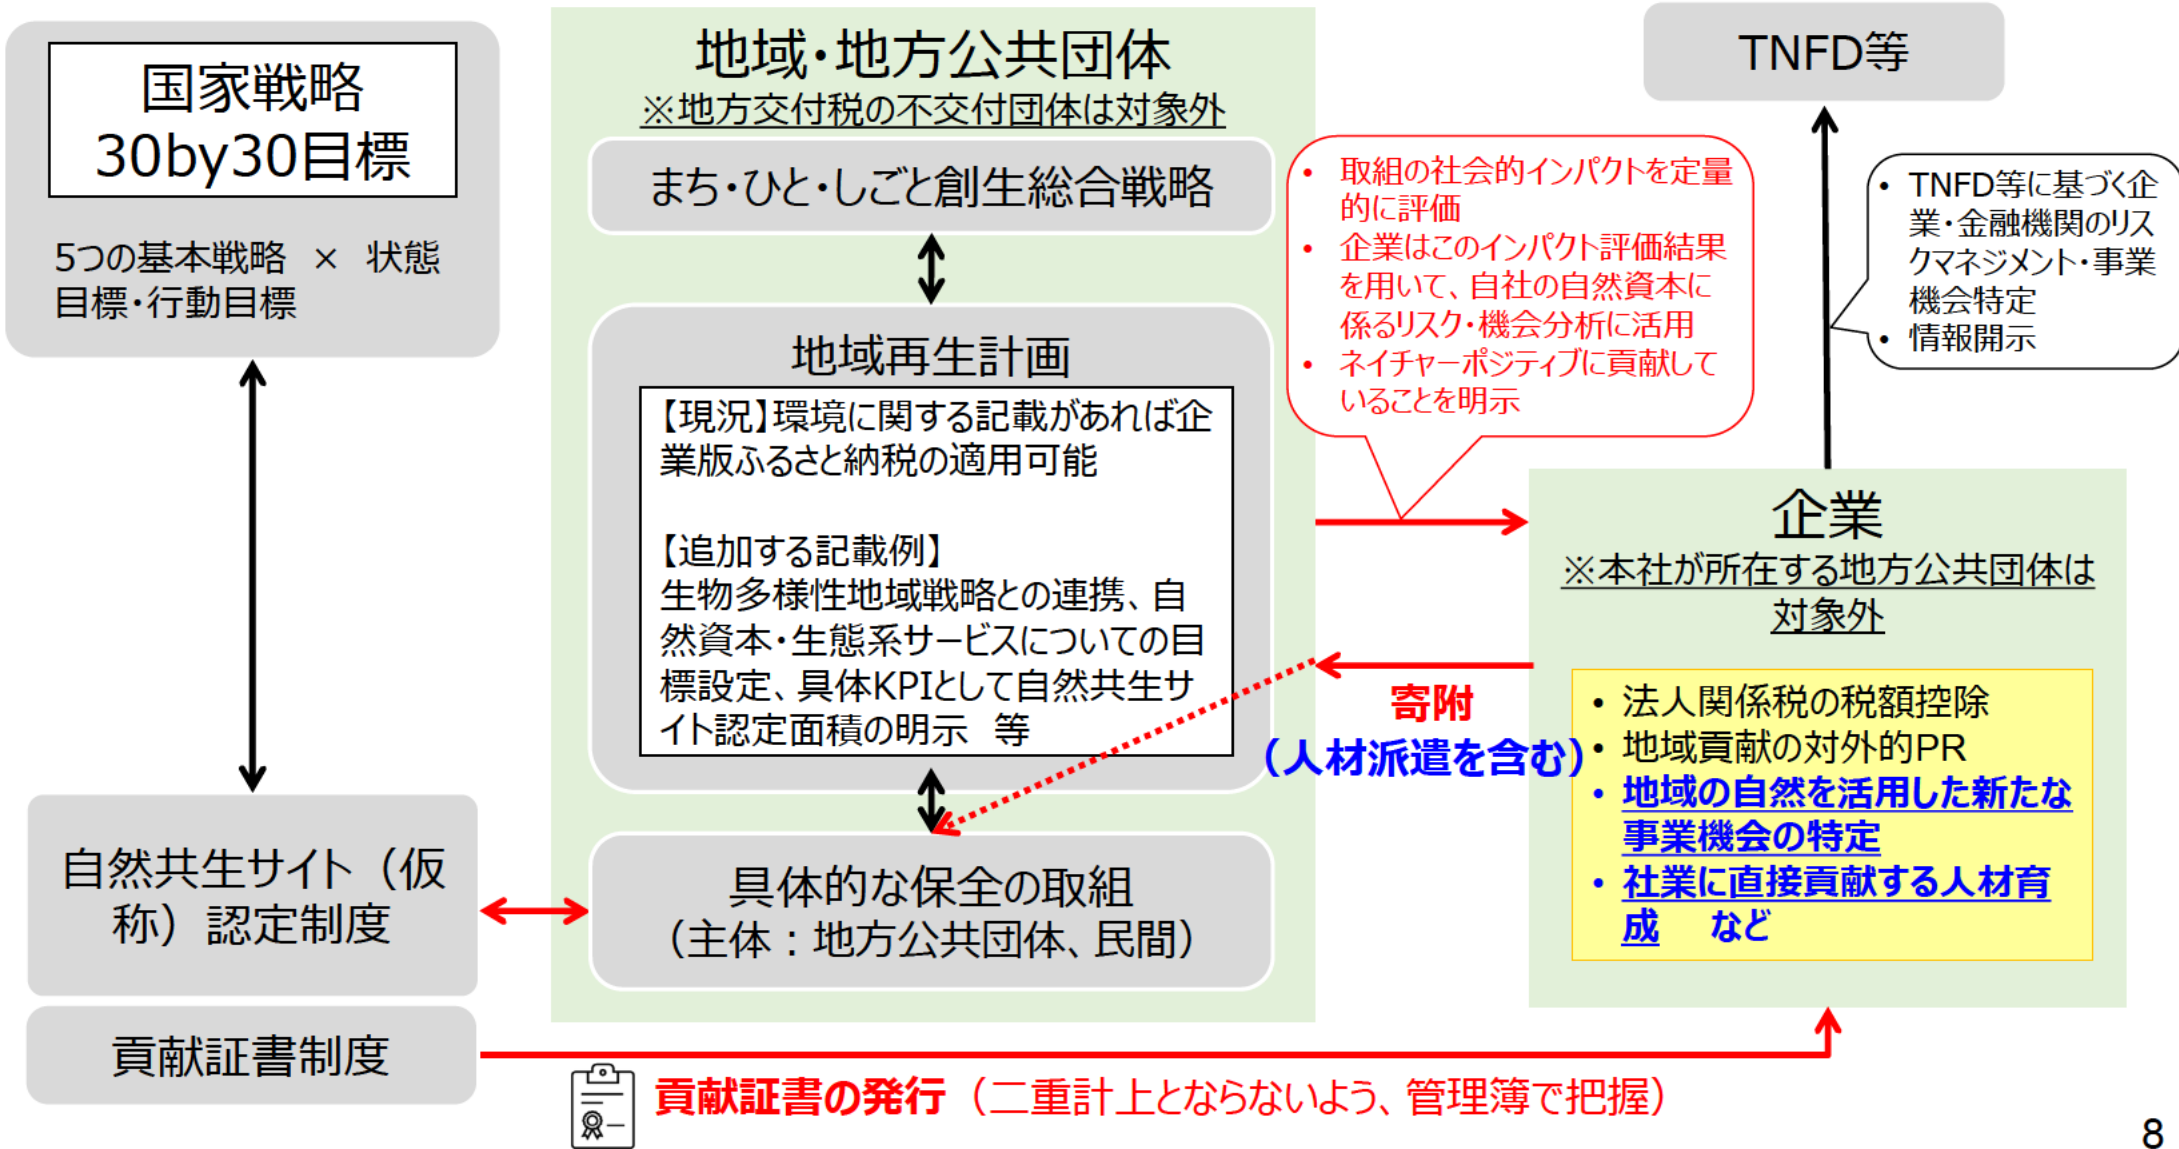 国家戦略
30by30目標
5つの基本戦略 × 状態
目標・行動目標
自然共生サイト（仮
称）認定制度
貢献証書制度
地域・地方公共団体
※地方交付税の不交付団体は対象外
まち・ひと・しごと創生総合戦略
地域再生計画
【現況】環境に関する記載があれば企
業版ふるさと納税の適用可能
【追加する記載例】
生物多様性地域戦略との連携、自
然資本・生態系サービスについての目
標設定、具体KPIとして自然共生サ
イト認定面積の明示 等
具体的な保全の取組
（主体：地方公共団体、民間）
• 取組の社会的インパクトを定量
的に評価
• 企業はこのインパクト評価結果
を用いて、自社の自然資本に
係るリスク・機会分析に活用
• ネイチャーポジティブに貢献して
いることを明示
寄附
（人材派遣を含む）
TNFD等
• TNFD等に基づく企
業・金融機関のリス
クマネジメント・事業
機会特定
• 情報開示
企業
※本社が所在する地方公共団体は
対象外
• 法人関係税の税額控除
• 地域貢献の対外的PR
• 地域の自然を活用した新たな
事業機会の特定
• 社業に直接貢献する人材育
成 など
貢献証書の発行（二重計上とならないよう、管理簿で把握）
8